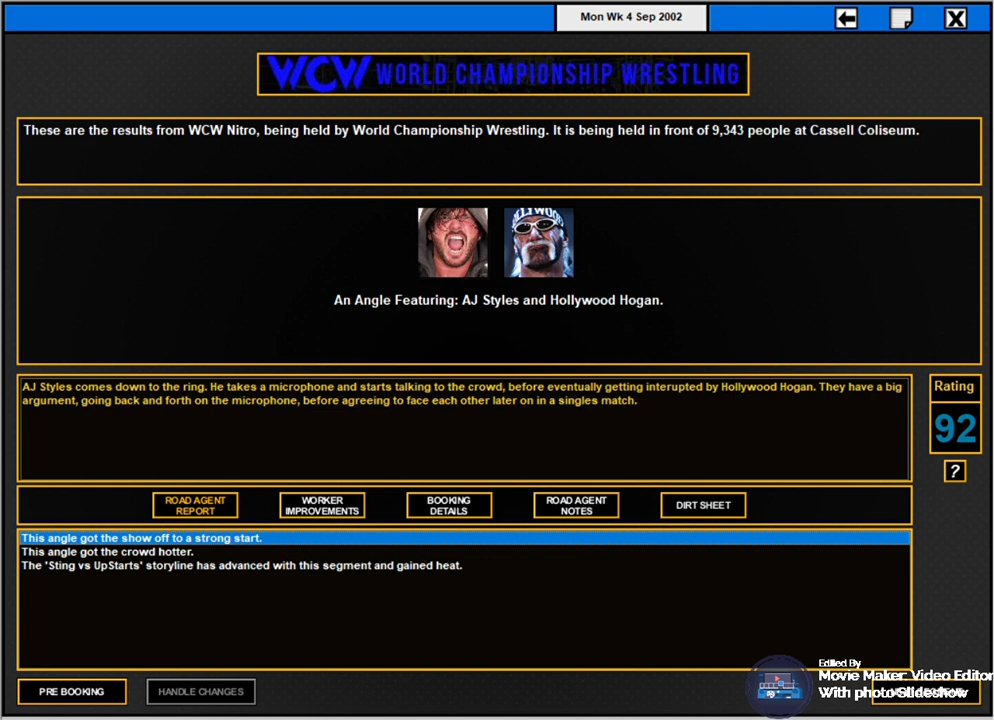 Mon Wk 4 Sep 2002
WCW WORLD CHAMPIONSHIP WRESTLING
These are the results from WCW Nitro, being held by World Championship Wrestling. It is being held in front of 9,343 people at Cassell Coliseum.
HOLLYWOOD
An Angle Featuring: AJ Styles and Hollywood Hogan.
AJ Styles comes down to the ring. He takes a microphone and starts talking to the crowd, before eventually getting interupted by Hollywood Hogan. They have a big
argument, going back and forth on the microphone, before agreeing to face each other later on in a singles match.
Rating
92
?
ROAD AGENT
REPORT
WORKER
IMPROVEMENTS
BOOKING
DETAILS
ROAD AGENT
NOTES
DIRT SHEET
This angle got the show off to a strong start.
This angle got the crowd hotter.
The 'Sting vs UpStarts' storyline has advanced with this segment and gained heat.
PRE BOOKING
HANDLE CHANGES
Edited By
Movie Maker: Video Editor
With photo Slideshow